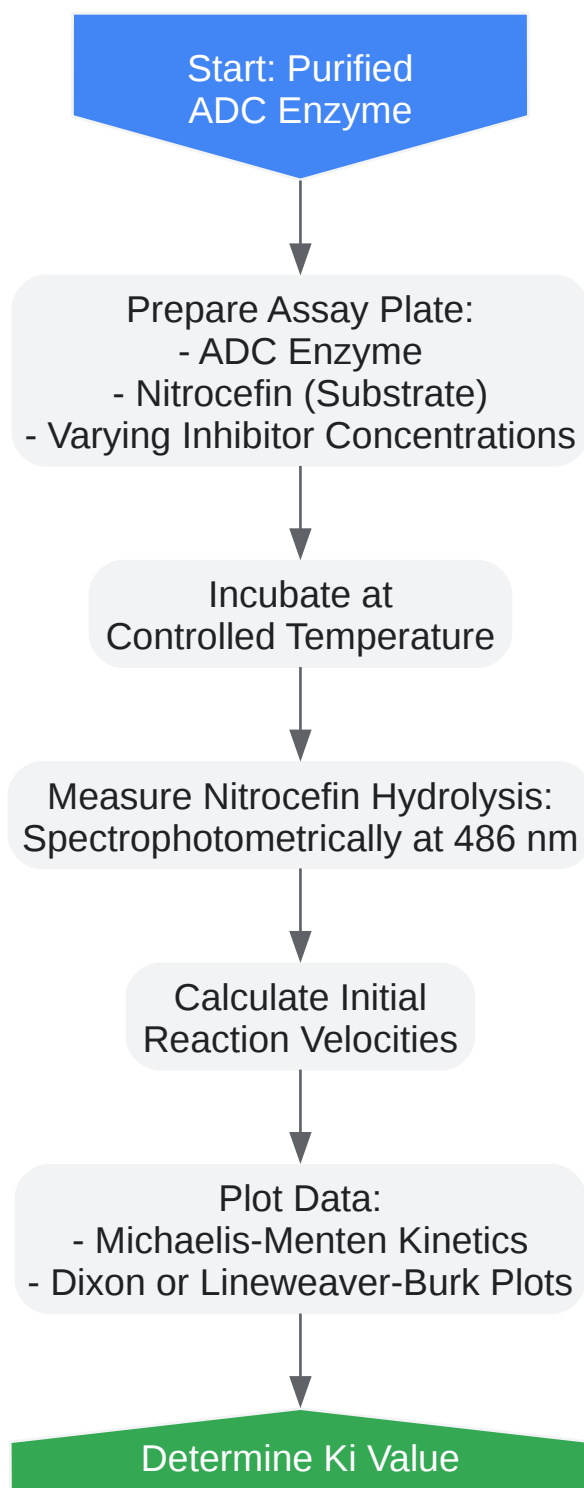 Start: Purified
ADC Enzyme
Prepare Assay Plate:
- ADC Enzyme
- Nitrocefin (Substrate)
- Varying Inhibitor Concentrations
Incubate at
Controlled Temperature
Measure Nitrocefin Hydrolysis:
Spectrophotometrically at 486 nm
Calculate Initial
Reaction Velocities
Plot Data:
- Michaelis-Menten Kinetics
- Dixon or Lineweaver-Burk Plots
Determine Ki Value